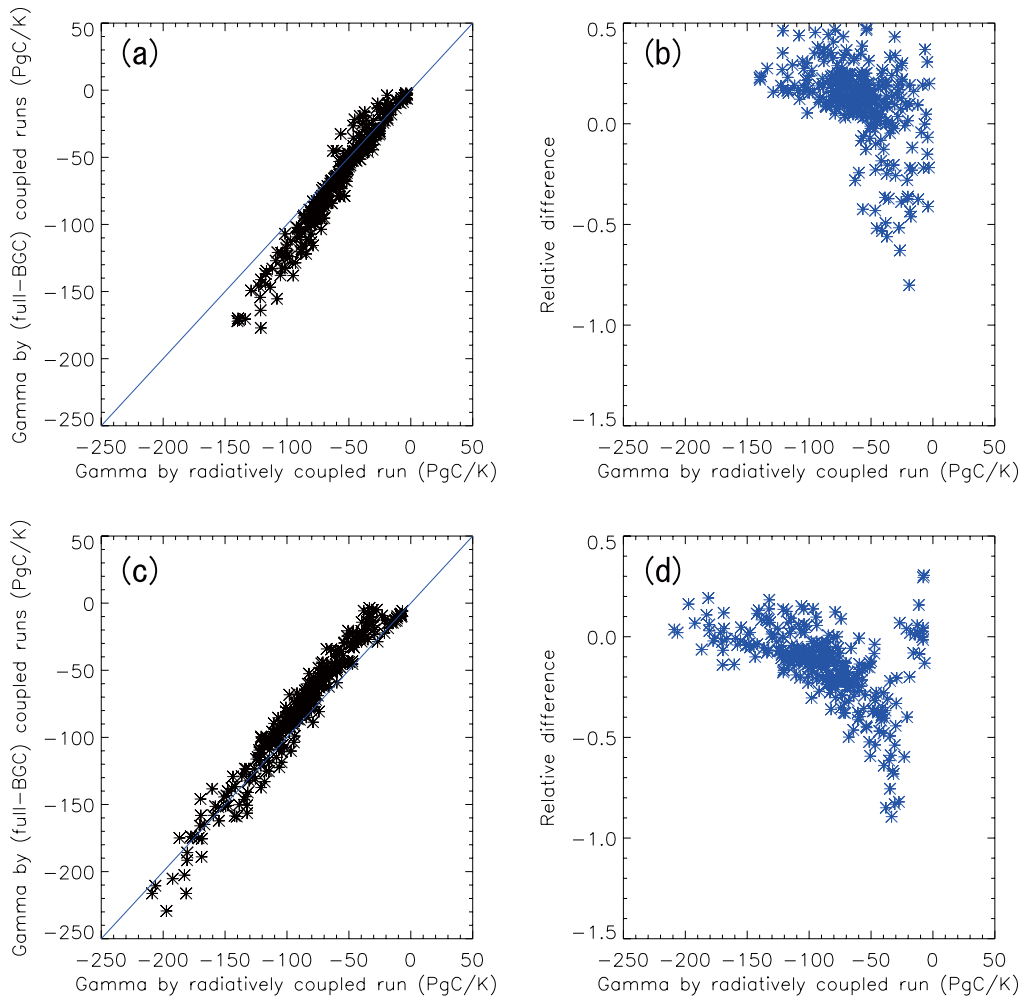 (a)
Gamma by (full-BGC) coupled runs (PgC/K)
50
0
-50
-100
-150
-200
-250
-250 -200 -150 -100 -50 0 50
Gamma by radiatively coupled run (PgC/K)
(b)
Relative difference
0.5
0.0
-0.5
-1.0
-1.5
-250 -200 -150 -100 -50 0 50
Gamma by radiatively coupled run (PgC/K)
(c)
Gamma by (full-BGC) coupled runs (PgC/K)
50
0
-50
-100
-150
-200
-250
-250 -200 -150 -100 -50 0 50
Gamma by radiatively coupled run (PgC/K)
(d)
Relative difference
0.5
0.0
-0.5
-1.0
-1.5
-250 -200 -150 -100 -50 0 50
Gamma by radiatively coupled run (PgC/K)